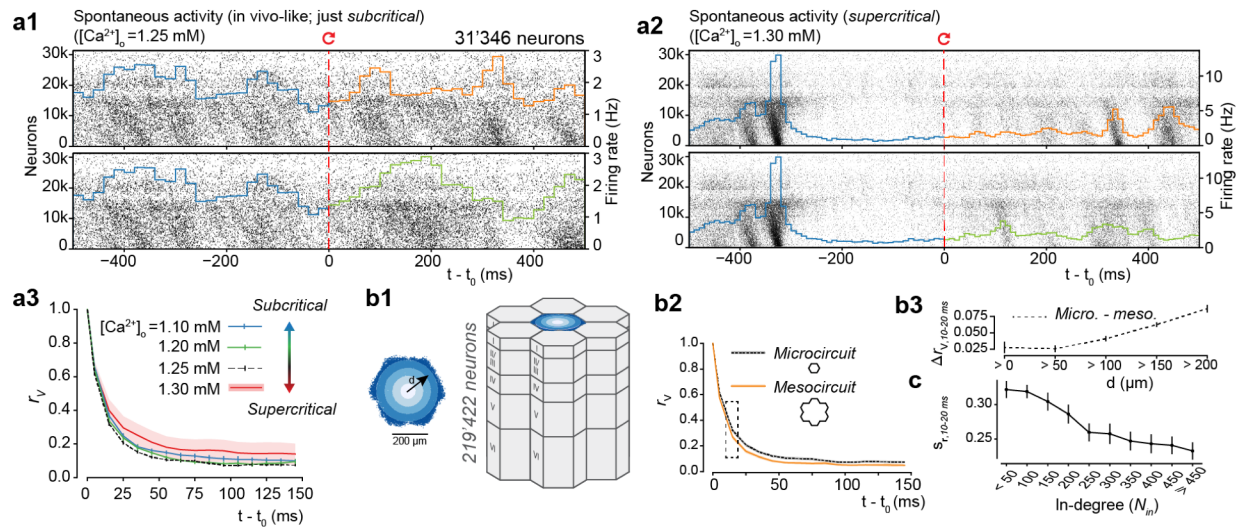 a1
Spontaneous activity (in vivo-like; just subcritical)
([Ca²⁺]ₒ =1.25 mM)
31'346 neurons
30k
20k
10k
0
30k
20k
10k
0
Neurons
3
2
1
0
3
2
1
0
Firing rate (Hz)
−400 −200 0 200 400
t - t₀ (ms)
a2
Spontaneous activity (supercritical)
([Ca²⁺]ₒ =1.30 mM)
30k
20k
10k
0
30k
20k
10k
0
Neurons
10
5
0
10
5
0
Firing rate (Hz)
−400 −200 0 200 400
t - t₀ (ms)
a3
1.0
0.8
0.6
0.4
0.2
0.0
r_V
Subcritical
[Ca²⁺]ₒ =1.10 mM
1.20 mM
1.25 mM
1.30 mM
Supercritical
0 25 50 75 100 125 150
t - t₀ (ms)
b1
d
200 µm
219'422 neurons
I
II/
III
IV
V
VI
I
II/
III
IV
V
VI
b2
1.0
0.8
0.6
0.4
0.2
0.0
r_V
Microcircuit
Mesocircuit
0 50 100 150
t - t₀ (ms)
b3
Micro. - meso.
0.075
0.050
0.025
Δr_V,10-20 ms
> 0 > 50 > 100 > 150 > 200
d (µm)
c
0.30
0.25
s_r,10-20 ms
< 50 100 150 200 250 300 350 400 450 ⩾ 450
In-degree (N_in)